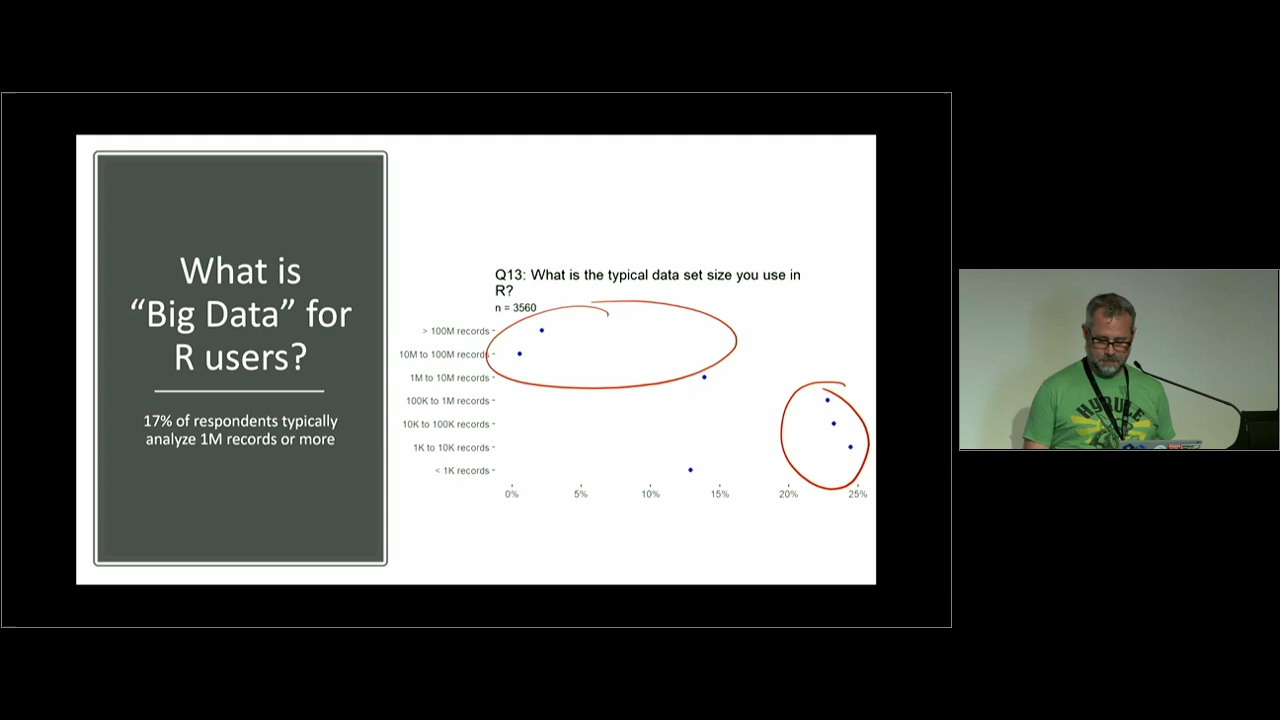 What is
“Big Data” for
R users?
17% of respondents typically
analyze 1M records or more
Q13: What is the typical data set size you use in
R?
n = 3560
> 100M records
10M to 100M records
1M to 10M records
100K to 1M records
10K to 100K records
1K to 10K records
< 1K records
0% 5% 10% 15% 20% 25%
HYRULE